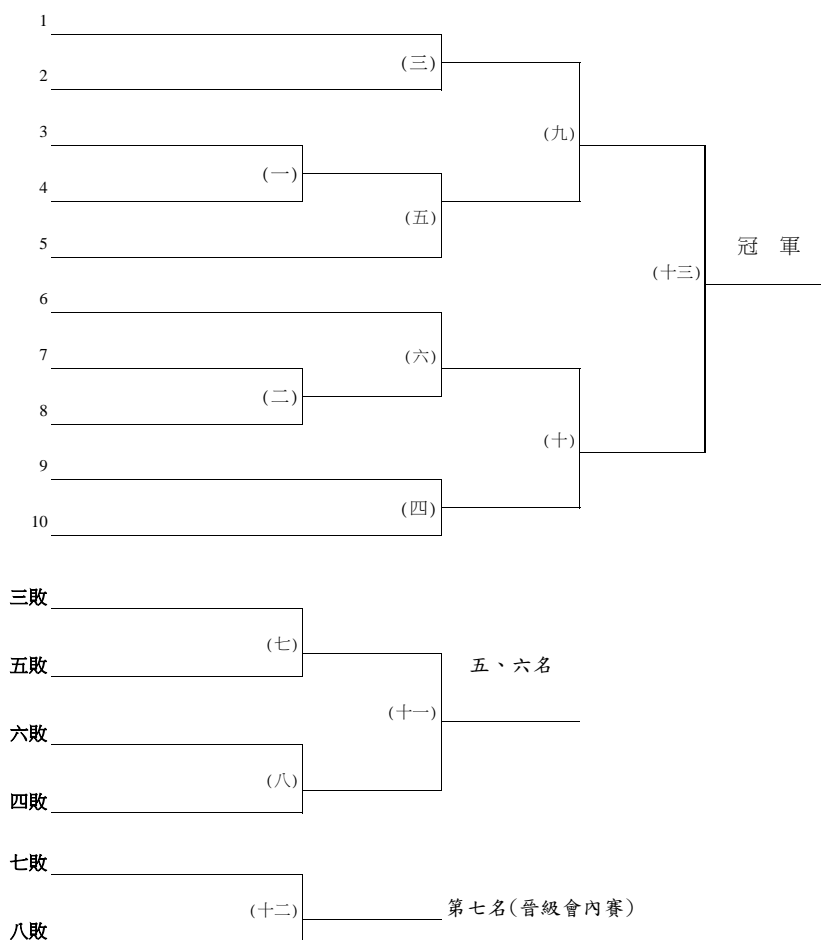 1
(三)
2
3
(九)
(一)
4
(五)
5
冠 軍
(十三)
6
7
(六)
(二)
8
(十)
9
(四)
10
三敗
(七)
五敗
五、六名
(十一)
六敗
(八)
四敗
七敗
(十二)
第七名(晉級會內賽)
八敗